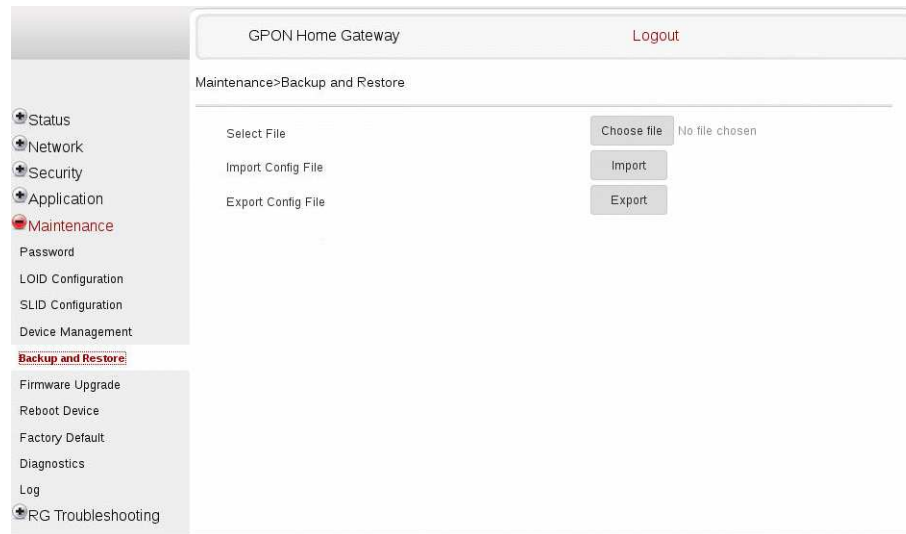 GPON Home Gateway
Logout
Maintenance>Backup and Restore
Status
Network
Security
Application
Maintenance
Password
LOID Configuration
SLID Configuration
Device Management
Backup and Restore
Firmware Upgrade
Reboot Device
Factory Default
Diagnostics
Log
RG Troubleshooting
Select File
Choose file No file chosen
Import Config File
Import
Export Config File
Export